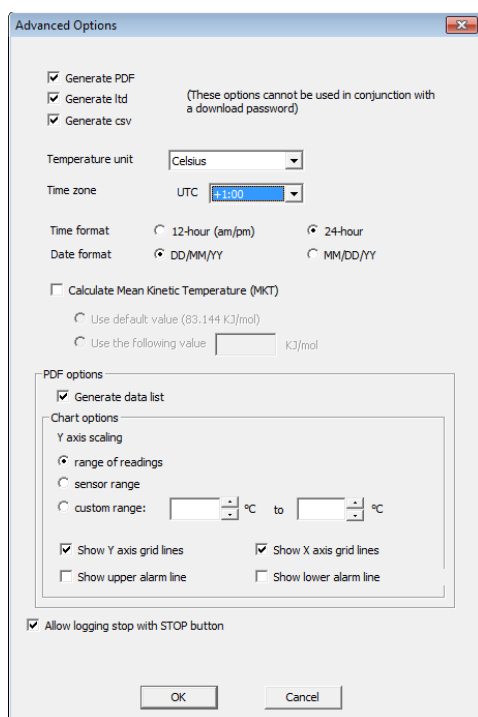 Advanced Options
Generate PDF
Generate ltd
Generate csv
(These options cannot be used in conjunction with
a download password)
Temperature unit Celsius
Time zone UTC +1:00
Time format 12-hour (am/pm) 24-hour
Date format DD/MM/YY MM/DD/YY
Calculate Mean Kinetic Temperature (MKT)
Use default value (83.144 KJ/mol)
Use the following value KJ/mol
PDF options
Generate data list
Chart options
Y axis scaling
range of readings
sensor range
custom range: °C to °C
Show Y axis grid lines Show X axis grid lines
Show upper alarm line Show lower alarm line
Allow logging stop with STOP button
OK Cancel